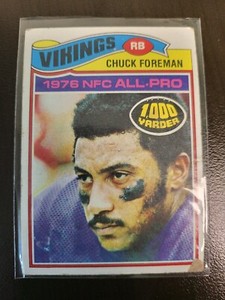 VIKINGS
RB
CHUCK FOREMAN
1976 NFC ALL-PRO
1,000
YARDER